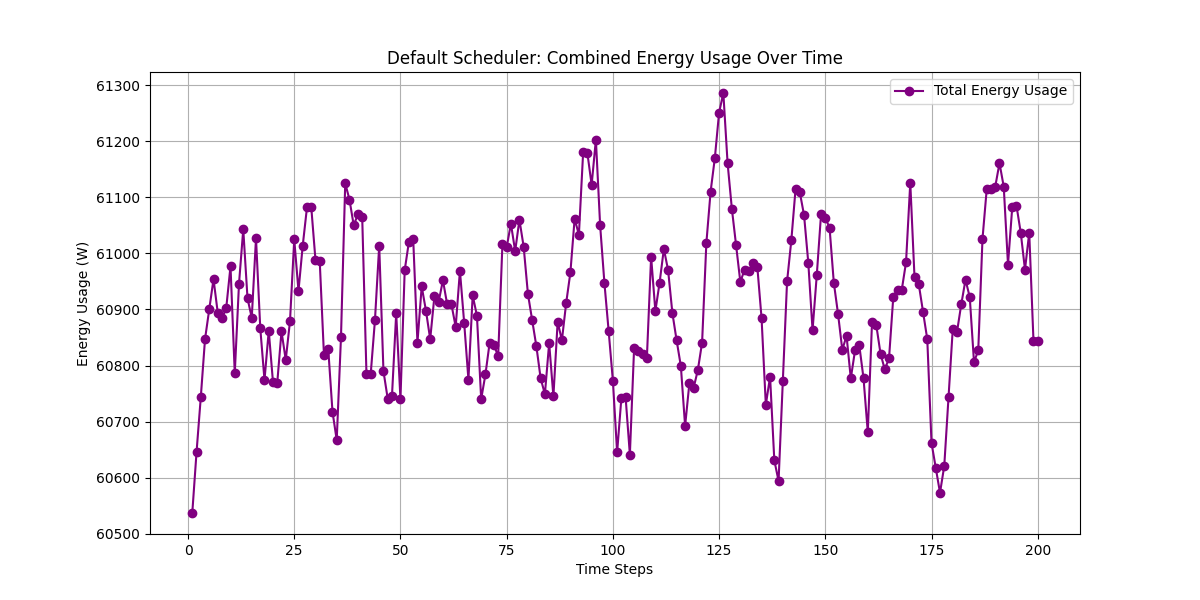 Default Scheduler: Combined Energy Usage Over Time
Total Energy Usage
Energy Usage (W)
61300
61200
61100
61000
60900
60800
60700
60600
60500
0 25 50 75 100 125 150 175 200
Time Steps